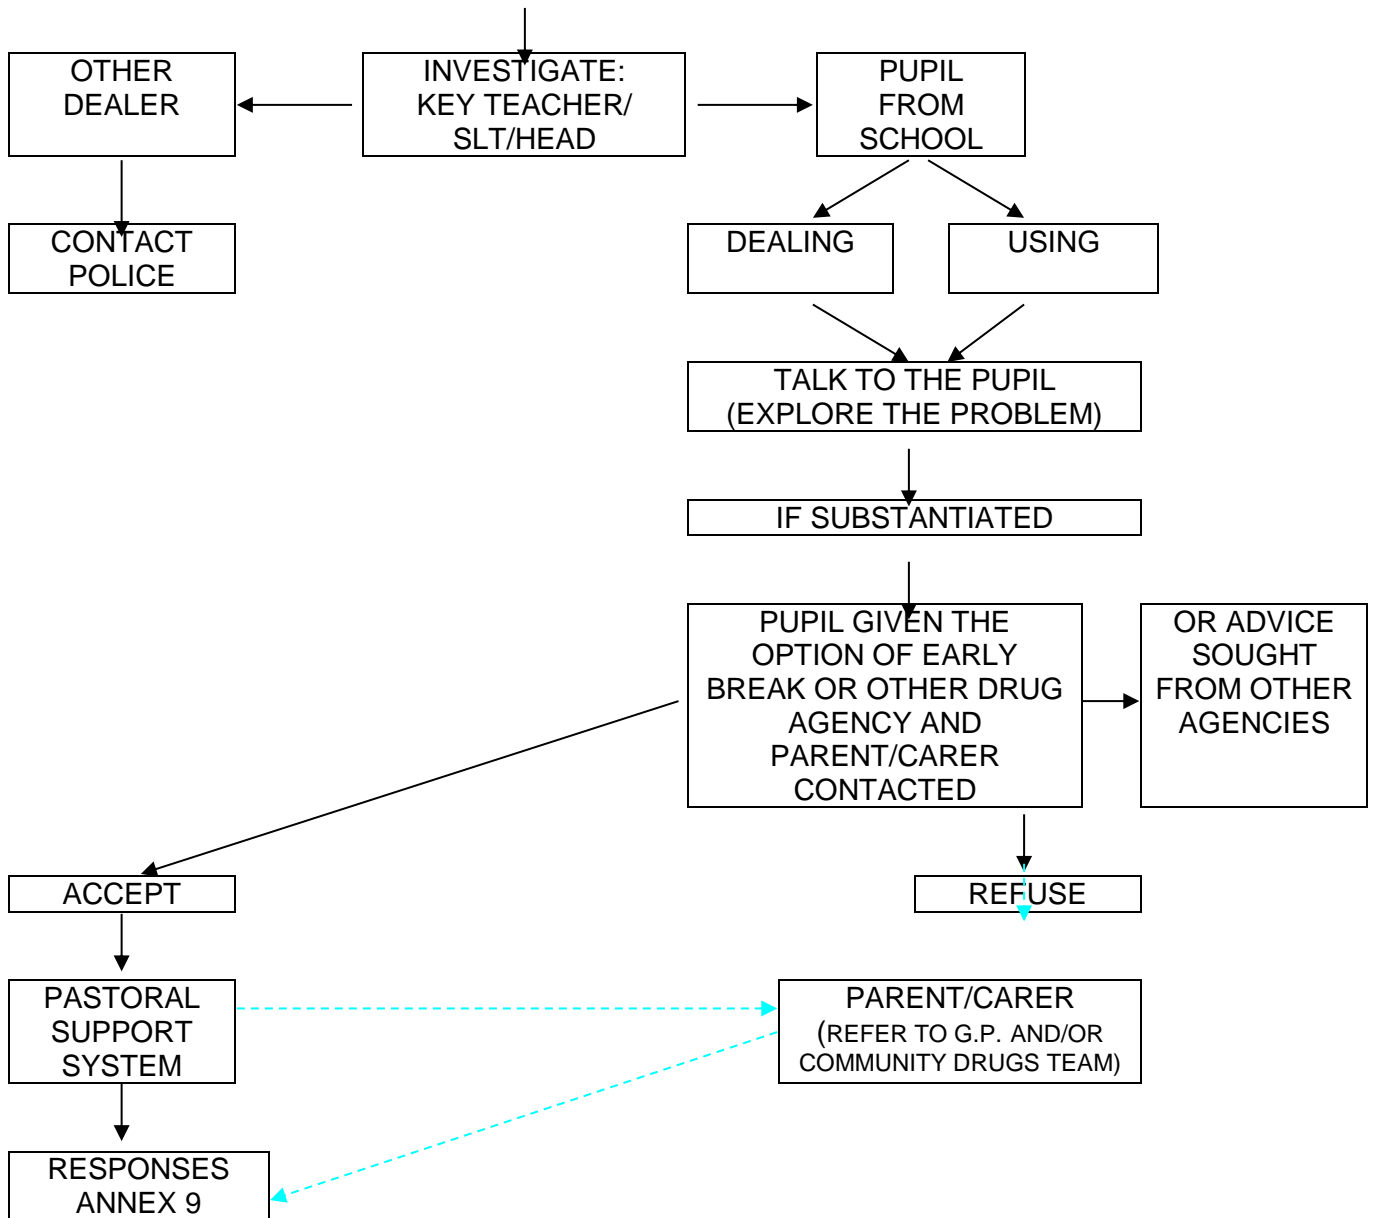 OTHER
DEALER
INVESTIGATE:
KEY TEACHER/
SLT/HEAD
PUPIL
FROM
SCHOOL
CONTACT
POLICE
DEALING
USING
TALK TO THE PUPIL
(EXPLORE THE PROBLEM)
IF SUBSTANTIATED
PUPIL GIVEN THE
OPTION OF EARLY
BREAK OR OTHER DRUG
AGENCY AND
PARENT/CARER
CONTACTED
OR ADVICE
SOUGHT
FROM OTHER
AGENCIES
ACCEPT
REFUSE
PASTORAL
SUPPORT
SYSTEM
PARENT/CARER
(REFER TO G.P. AND/OR
COMMUNITY DRUGS TEAM)
RESPONSES
ANNEX 9